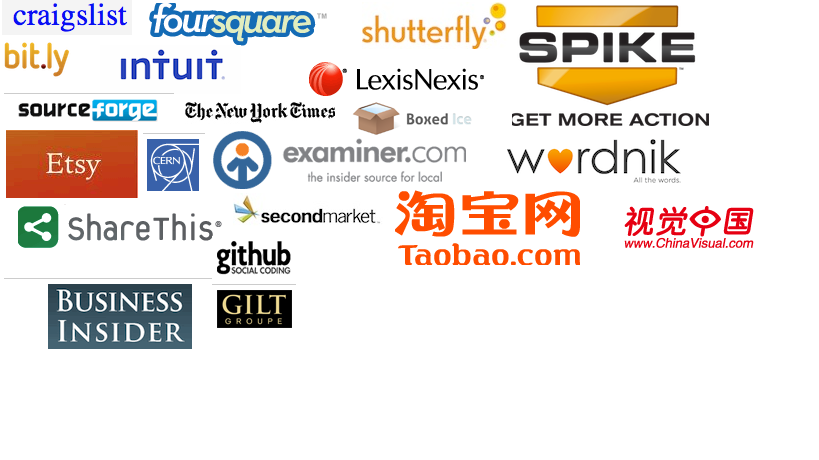 craigslist
foursquare™
shutterfly
SPIKE
GET MORE ACTION
bit.ly
intuit
LexisNexis®
sourceforge
The New York Times
Boxed Ice
Etsy
CERN
examiner.com
the insider source for local
wordnik
All the words.
ShareThis®
secondmarket
淘宝网
Taobao.com
视觉中国
www.ChinaVisual.com
github
SOCIAL CODING
BUSINESS
INSIDER
GILT
GROUPE